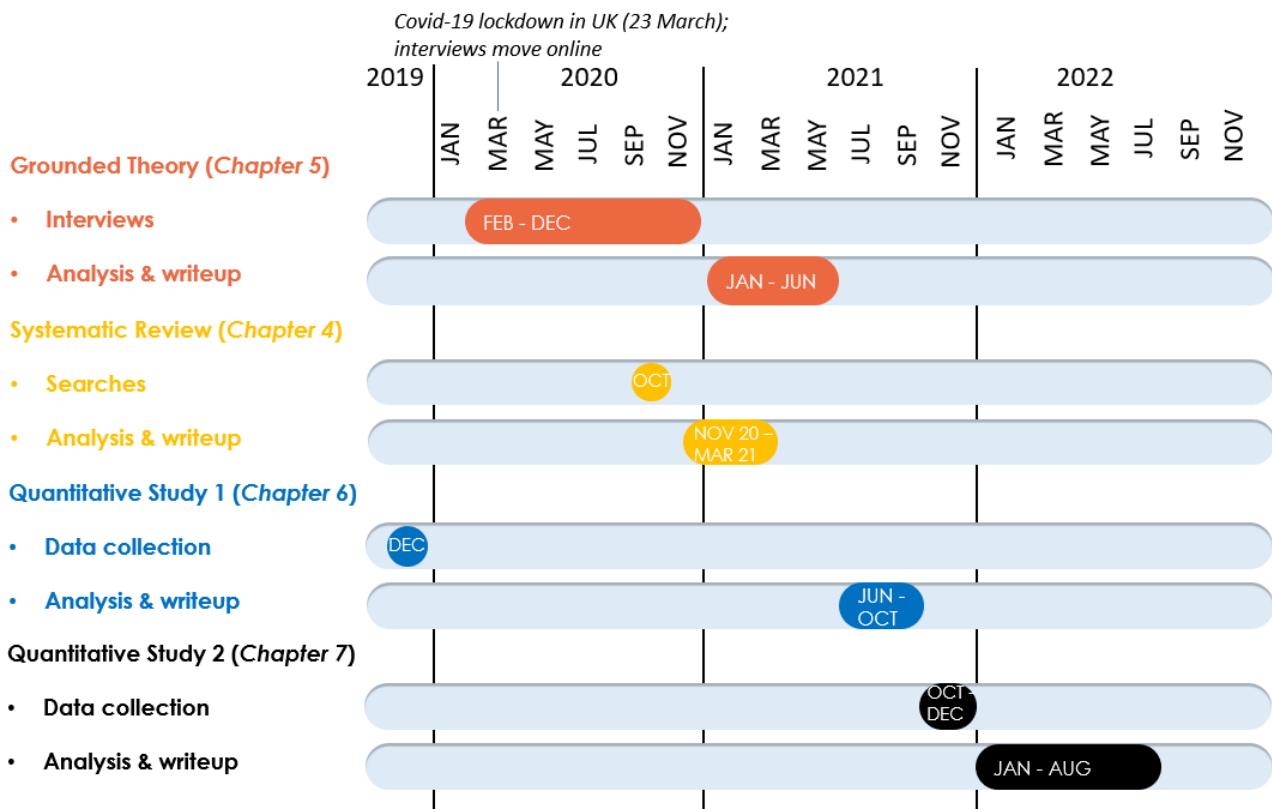 Covid-19 lockdown in UK (23 March);
interviews move online
2019
2020
2021
2022
JAN
MAR
MAY
JUL
SEP
NOV
JAN
MAR
MAY
JUL
SEP
NOV
JAN
MAR
MAY
JUL
SEP
NOV
Grounded Theory (Chapter 5)
• Interviews
FEB - DEC
• Analysis & writeup
JAN - JUN
Systematic Review (Chapter 4)
• Searches
OCT
• Analysis & writeup
NOV 20 –
MAR 21
Quantitative Study 1 (Chapter 6)
• Data collection
DEC
• Analysis & writeup
JUN -
OCT
Quantitative Study 2 (Chapter 7)
• Data collection
OCT -
DEC
• Analysis & writeup
JAN - AUG